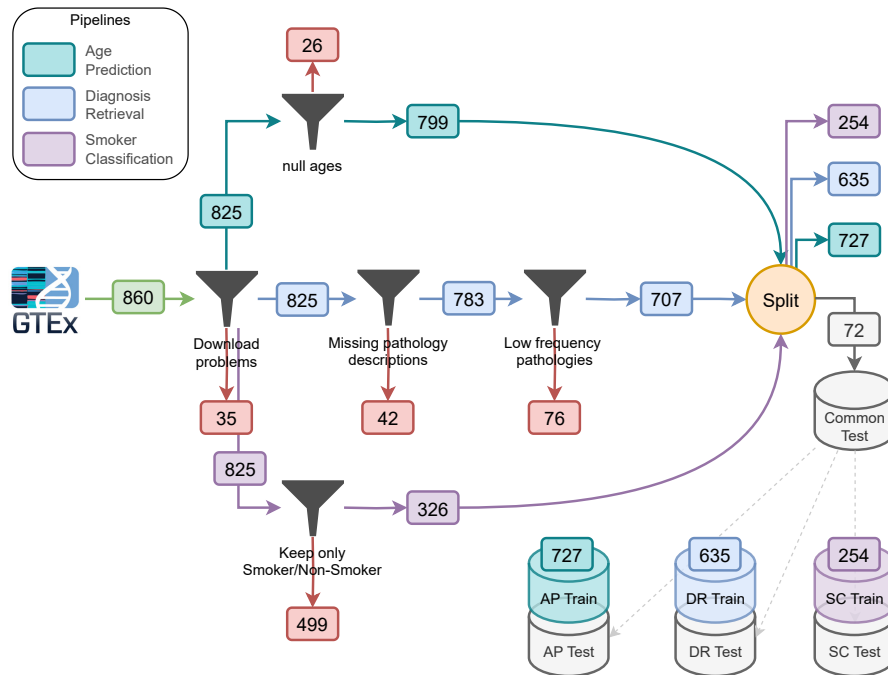 Pipelines
Age
Prediction
Diagnosis
Retrieval
Smoker
Classification
26
null ages
799
825
254
635
727
GTEx
860
Download
problems
825
Missing pathology
descriptions
783
Low frequency
pathologies
707
Split
72
Common
Test
35
42
76
825
326
Keep only
Smoker/Non-Smoker
499
727
AP Train
AP Test
635
DR Train
DR Test
254
SC Train
SC Test